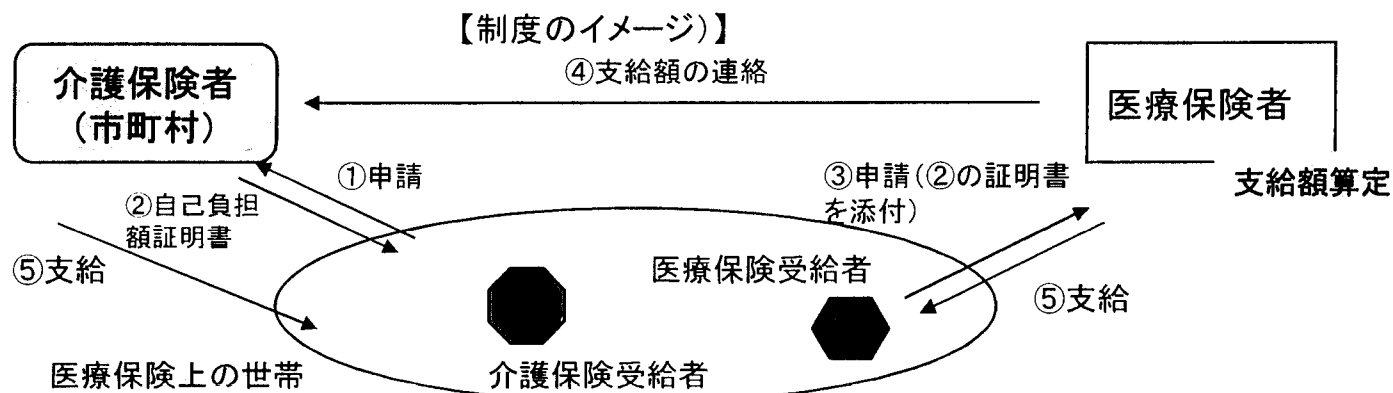 【制度のイメージ)】
④支給額の連絡
介護保険者
(市町村)
医療保険者
支給額算定
①申請
②自己負担
額証明書
③申請(②の証明書
を添付)
⑤支給
医療保険受給者
⑤支給
医療保険上の世帯
介護保険受給者